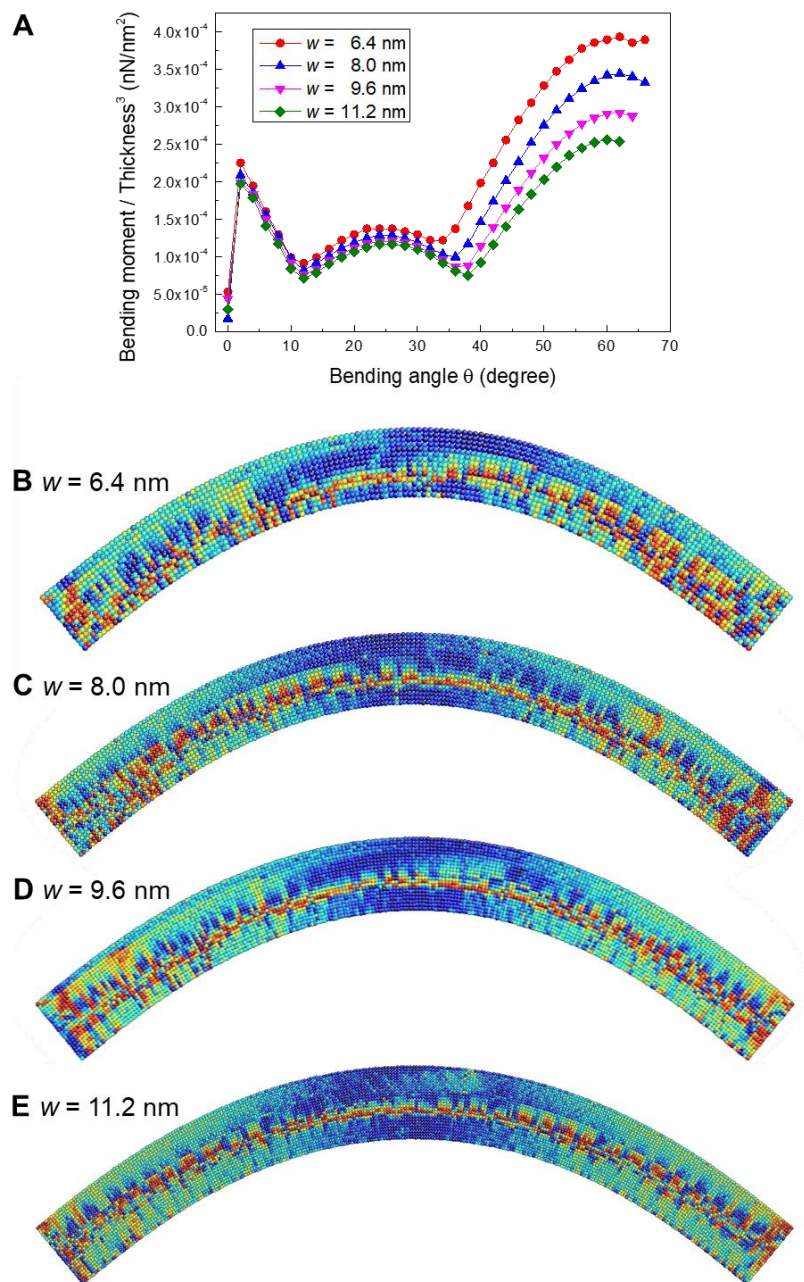 A
Bending moment / Thickness³ (nN/nm²)
4.0x10⁻⁴
3.5x10⁻⁴
3.0x10⁻⁴
2.5x10⁻⁴
2.0x10⁻⁴
1.5x10⁻⁴
1.0x10⁻⁴
5.0x10⁻⁵
0.0
w = 6.4 nm
w = 8.0 nm
w = 9.6 nm
w = 11.2 nm
0 10 20 30 40 50 60 70
Bending angle θ (degree)
B w = 6.4 nm
C w = 8.0 nm
D w = 9.6 nm
E w = 11.2 nm